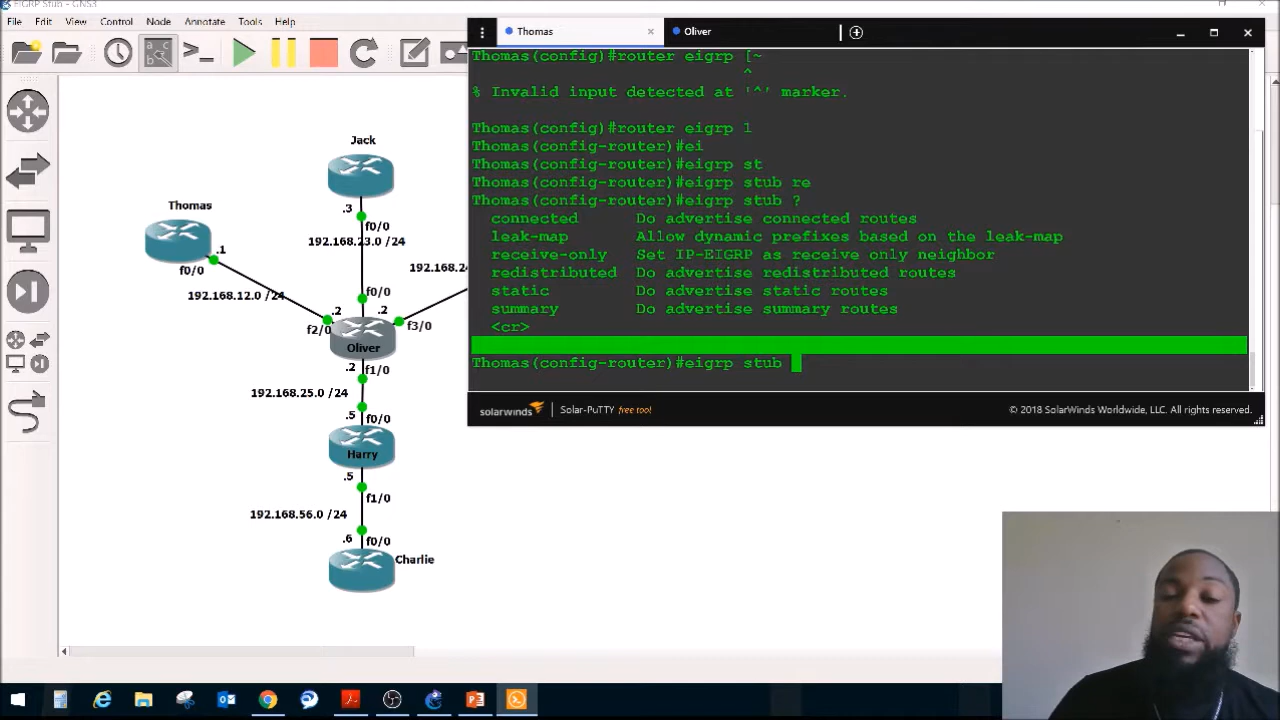 EIGRP Stub - GNS3
File Edit View Control Node Annotate Tools Help
Thomas
Oliver
Thomas(config)#router eigrp [~
^
% Invalid input detected at '^' marker.
Thomas(config)#router eigrp 1
Thomas(config-router)#ei
Thomas(config-router)#eigrp st
Thomas(config-router)#eigrp stub re
Thomas(config-router)#eigrp stub ?
connected Do advertise connected routes
leak-map Allow dynamic prefixes based on the leak-map
receive-only Set IP-EIGRP as receive only neighbor
redistributed Do advertise redistributed routes
static Do advertise static routes
summary Do advertise summary routes
<cr>
Thomas(config-router)#eigrp stub
solarwinds Solar-PuTTY free tool © 2018 SolarWinds Worldwide, LLC. All rights reserved.
Jack
.3
f0/0
192.168.23.0 /24
Thomas
.1
f0/0
192.168.12.0 /24
192.168.24
f0/0
.2
.2
f2/0
f3/0
Oliver
.2
f1/0
192.168.25.0 /24
.5
f0/0
Harry
.5
f1/0
192.168.56.0 /24
.6
f0/0
Charlie